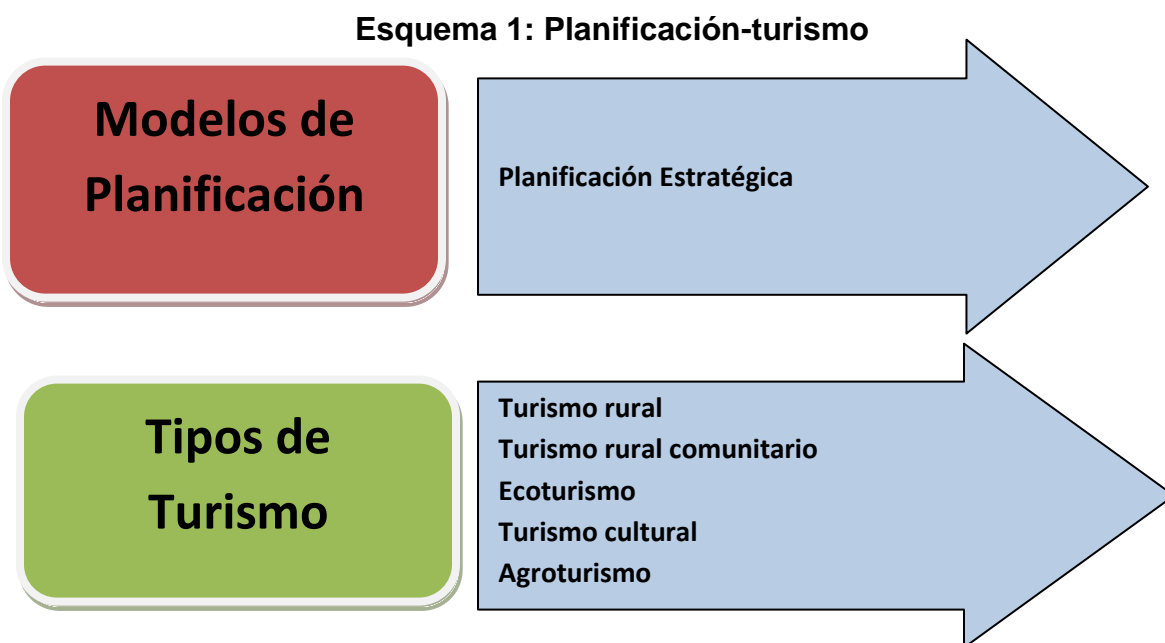 Esquema 1: Planificación-turismo
Modelos de
Planificación
Planificación Estratégica
Tipos de
Turismo
Turismo rural
Turismo rural comunitario
Ecoturismo
Turismo cultural
Agroturismo